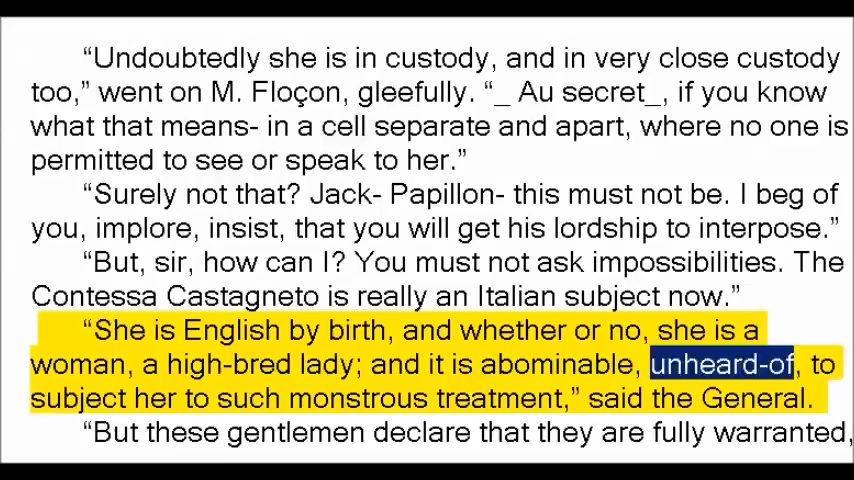 “Undoubtedly she is in custody, and in very close custody
too,” went on M. Floçon, gleefully. “_ Au secret_, if you know
what that means- in a cell separate and apart, where no one is
permitted to see or speak to her.”
“Surely not that? Jack- Papillon- this must not be. I beg of
you, implore, insist, that you will get his lordship to interpose.”
“But, sir, how can I? You must not ask impossibilities. The
Contessa Castagneto is really an Italian subject now.”
“She is English by birth, and whether or no, she is a
woman, a high-bred lady; and it is abominable, unheard-of, to
subject her to such monstrous treatment,” said the General.
“But these gentlemen declare that they are fully warranted,